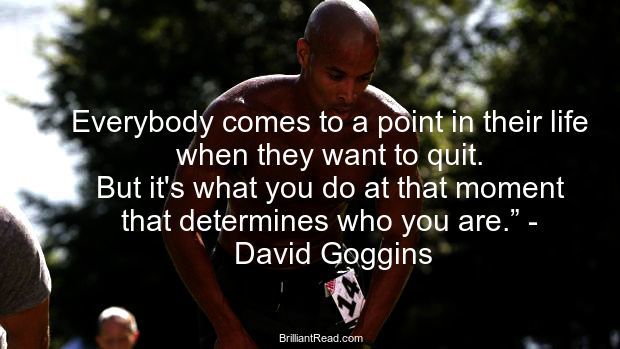 Everybody comes to a point in their life
when they want to quit.
But it's what you do at that moment
that determines who you are.” -
David Goggins
14
BrilliantRead.com